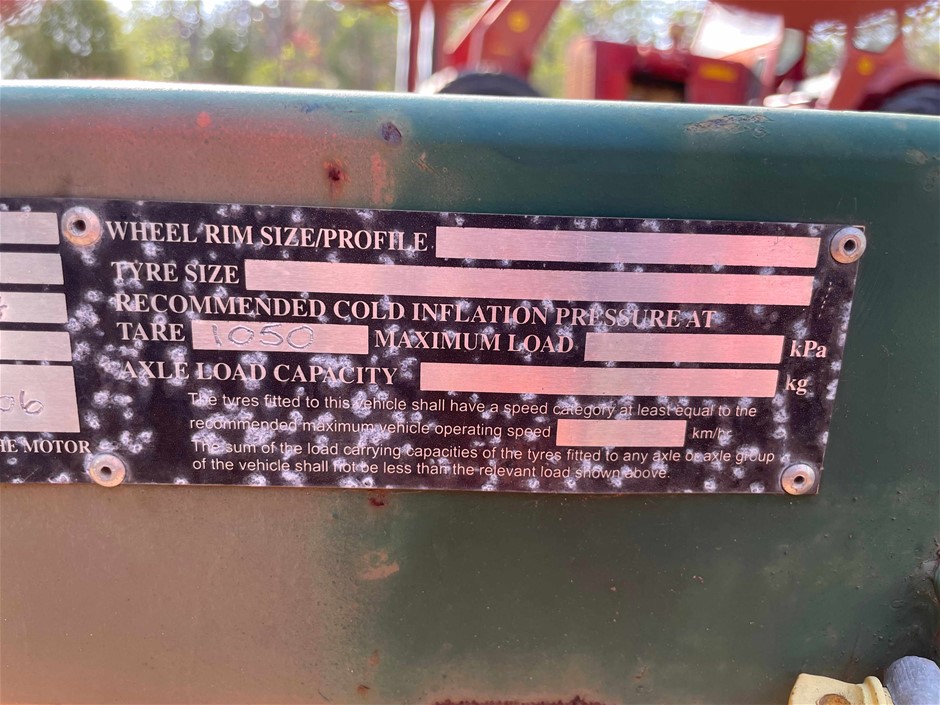 WHEEL RIM SIZE/PROFILE
TYRE SIZE
RECOMMENDED COLD INFLATION PRESSURE AT
TARE 1050 MAXIMUM LOAD kPa
AXLE LOAD CAPACITY kg
The tyres fitted to this vehicle shall have a speed category at least equal to the
recommended maximum vehicle operating speed km/hr
06
HE MOTOR
The sum of the load carrying capacities of the tyres fitted to any axle or axle group
of the vehicle shall not be less than the relevant load shown above.